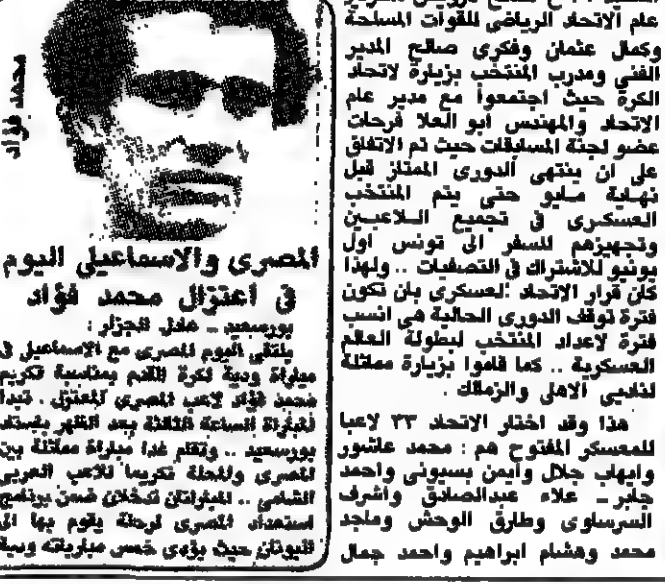 عام الاتحاد الرياضى للقوات المسلحة
وكمال عثمان وفكرى صالح المدير
الفنى ومدرب المنتخب بزيارة لاتحاد
الكرة حيث اجتمعوا مع مدير عام
الاتحاد والمهندس ابو العلا فرحات
عضو لجنة المسابقات حيث تم الاتفاق
على ان ينتهى الدورى الممتاز قبل
نهاية مايو حتى يتم المنتخب
العسكرى فى تجميع اللاعبين
وتجهيزهم للسفر الى تونس اول
يونيو للاشتراك فى التصفيات .. ولهذا
كان قرار الاتحاد العسكرى بان تكون
فترة توقف الدورى الحالية هى انسب
فترة لاعداد المنتخب لبطولة العالم
العسكرية .. كما قاموا بزيارة مماثلة
لناديى الاهلى والزمالك .
هذا وقد اختار الاتحاد ٢٣ لاعبا
للمعسكر المفتوح هم : محمد عاشور
وايهاب جلال وايمن بسيونى واحمد
جابر ـ علاء عبدالصادق واشرف
السرساوى وطارق الوحش وماجد
محمد وهشام ابراهيم واحمد جمال
محمد فؤاد
المصرى والاسماعيلى اليوم
فى اعتزال محمد فؤاد
بورسعيد ـ عادل الجزار :
يلتقى اليوم المصرى مع الاسماعيلى فى
مباراة ودية لكرة القدم بمناسبة تكريم
محمد فؤاد لاعب المصرى المعتزل . تبدا
المباراة الساعة الثالثة بعد الظهر باستاد
بورسعيد .. وتقام غدا مباراة مماثلة بين
المصرى والمحلة تكريما للاعب العربى
الشامى .. المباراتان تدخلان ضمن برنامج
استعداد المصرى لرحلة يقوم بها الى
اليونان حيث يؤدى خمس مباريات ودية